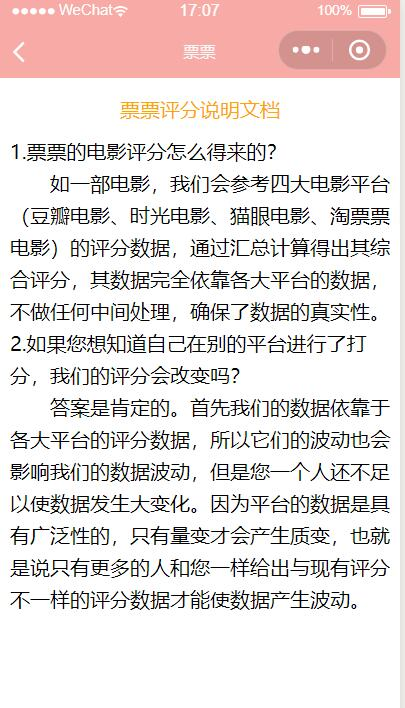 WeChat 17:07 100%
票票
票票评分说明文档
1.票票的电影评分怎么得来的？
如一部电影，我们会参考四大电影平台
（豆瓣电影、时光电影、猫眼电影、淘票票
电影）的评分数据，通过汇总计算得出其综
合评分，其数据完全依靠各大平台的数据，
不做任何中间处理，确保了数据的真实性。
2.如果您想知道自己在别的平台进行了打
分，我们的评分会改变吗？
答案是肯定的。首先我们的数据依靠于
各大平台的评分数据，所以它们的波动也会
影响我们的数据波动，但是您一个人还不足
以使数据发生大变化。因为平台的数据是具
有广泛性的，只有量变才会产生质变，也就
是说只有更多的人和您一样给出与现有评分
不一样的评分数据才能使数据产生波动。